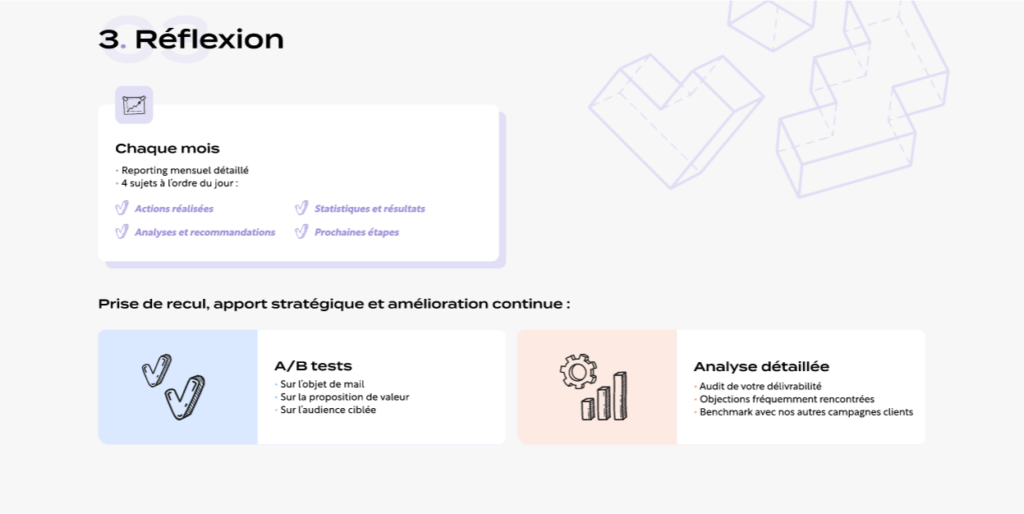 3. Réflexion
Chaque mois
· Reporting mensuel détaillé
· 4 sujets à l'ordre du jour :
Actions réalisées
Statistiques et résultats
Analyses et recommandations
Prochaines étapes
Prise de recul, apport stratégique et amélioration continue :
A/B tests
· Sur l'objet de mail
· Sur la proposition de valeur
· Sur l'audience ciblée
Analyse détaillée
· Audit de votre délivrabilité
· Objections fréquemment rencontrées
· Benchmark avec nos autres campagnes clients